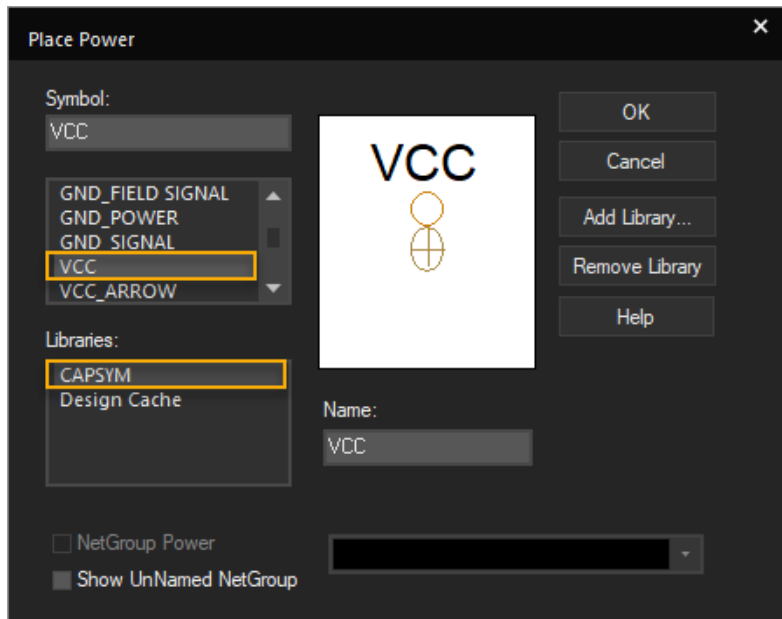 Place Power
Symbol:
VCC
GND_FIELD SIGNAL
GND_POWER
GND_SIGNAL
VCC
VCC_ARROW
Libraries:
CAPSYM
Design Cache
VCC
Name:
VCC
OK
Cancel
Add Library...
Remove Library
Help
NetGroup Power
Show UnNamed NetGroup